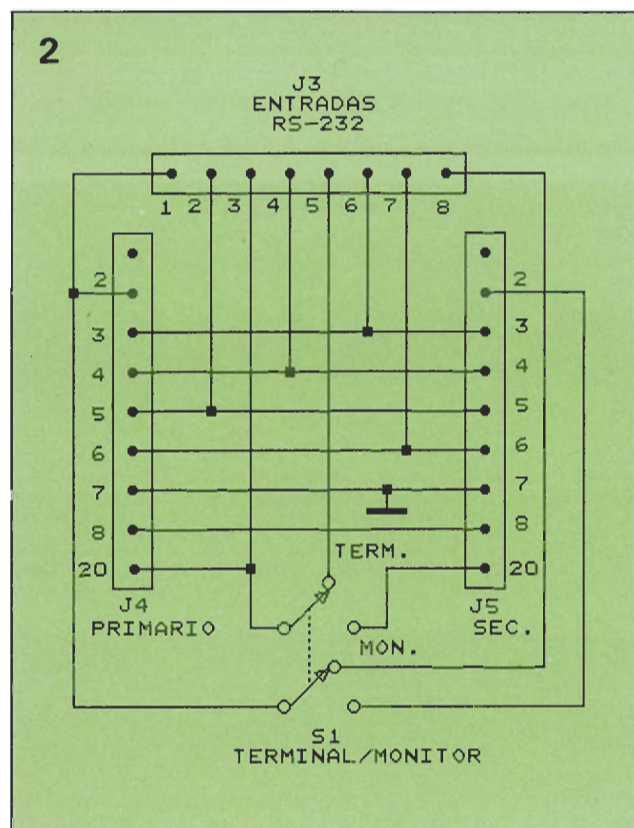 2
J3
ENTRADAS
RS-232
1 2 3 4 5 6 7 8
2
3
4
5
6
7
8
20
J4
PRIMARIO
2
3
4
5
6
7
8
20
J5
SEC.
TERM.
MON.
S1
TERMINAL/MONITOR